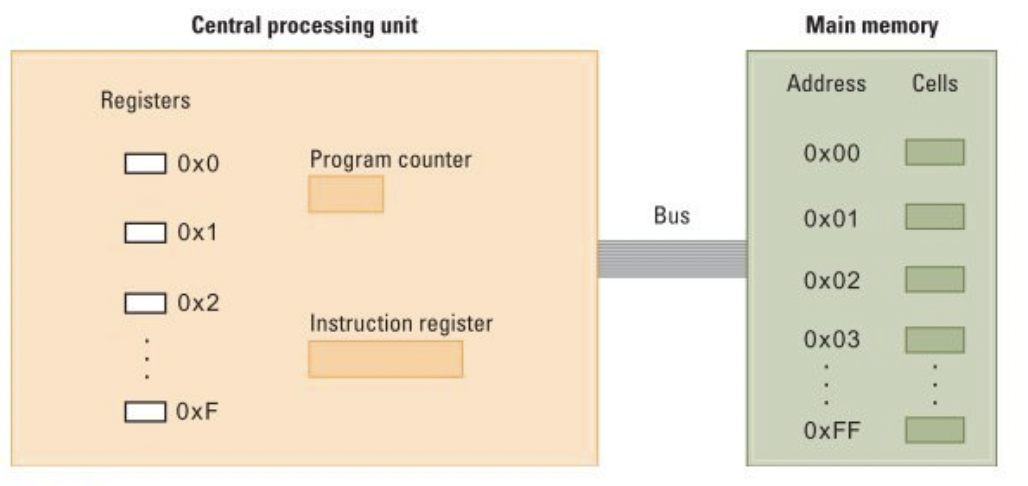 Central processing unit
Main memory
Registers
0x0
0x1
0x2
0xF
Program counter
Instruction register
Bus
Address Cells
0x00
0x01
0x02
0x03
0xFF